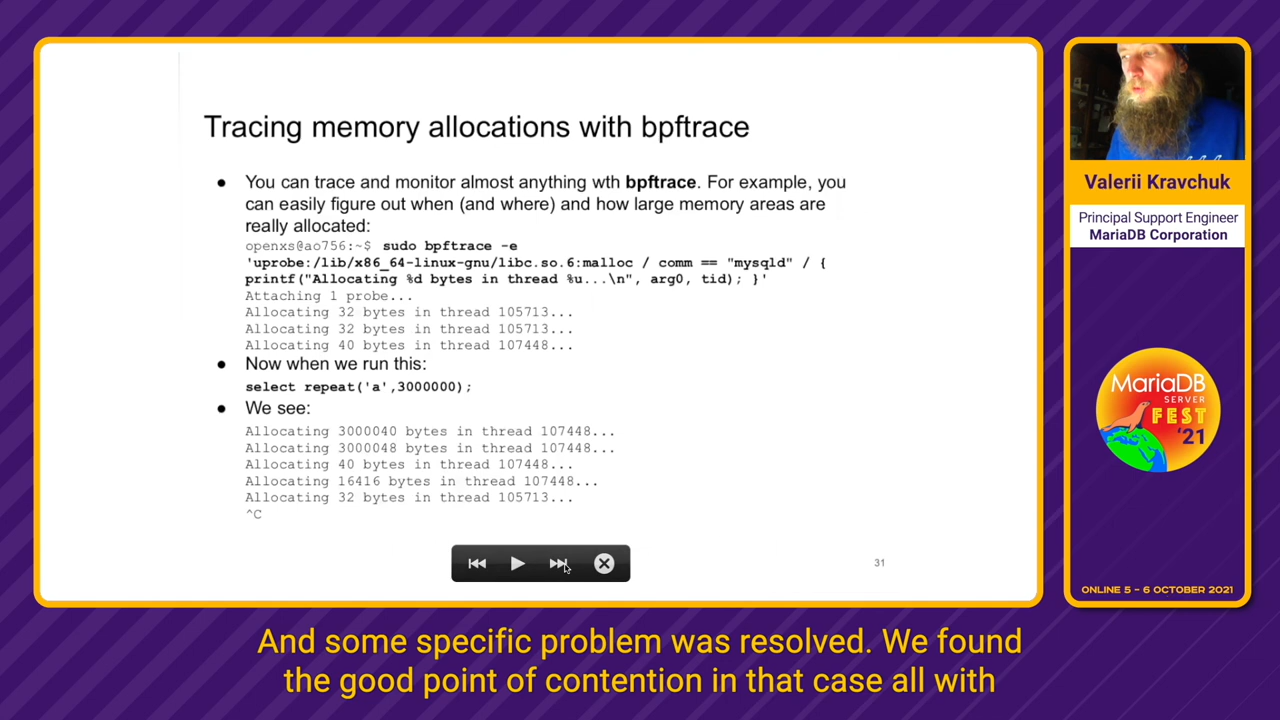 Tracing memory allocations with bpftrace
● You can trace and monitor almost anything wth bpftrace. For example, you
can easily figure out when (and where) and how large memory areas are
really allocated:
openxs@ao756:~$ sudo bpftrace -e
'uprobe:/lib/x86_64-linux-gnu/libc.so.6:malloc / comm == "mysqld" / {
printf("Allocating %d bytes in thread %u...\n", arg0, tid); }'
Attaching 1 probe...
Allocating 32 bytes in thread 105713...
Allocating 32 bytes in thread 105713...
Allocating 40 bytes in thread 107448...
● Now when we run this:
select repeat('a',3000000);
● We see:
Allocating 3000040 bytes in thread 107448...
Allocating 3000048 bytes in thread 107448...
Allocating 40 bytes in thread 107448...
Allocating 16416 bytes in thread 107448...
Allocating 32 bytes in thread 105713...
^C
31
Valerii Kravchuk
Principal Support Engineer
MariaDB Corporation
MariaDB
SERVER
FEST
'21
ONLINE 5 – 6 OCTOBER 2021
And some specific problem was resolved. We found
the good point of contention in that case all with